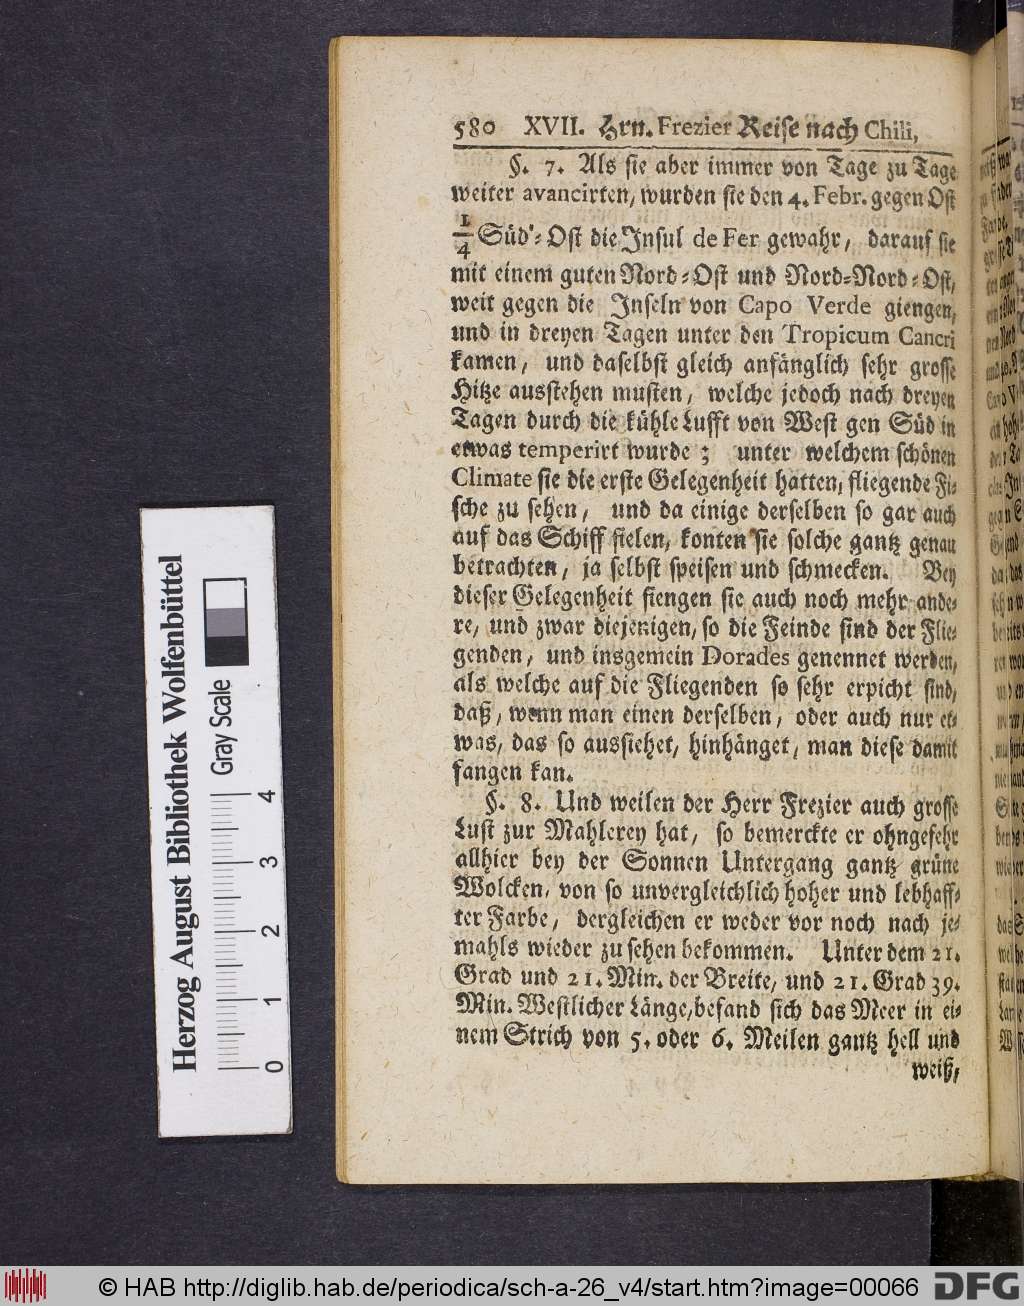 580 XVII. Hrn. Frezier Reise nach Chili,
§. 7. Als sie aber immer von Tage zu Tage
weiter avancirten, wurden sie den 4. Febr. gegen Ost
1/4 Süd-Ost die Insul de Fer gewahr, darauf sie
mit einem guten Nord-Ost und Nord-Nord-Ost,
weit gegen die Inseln von Capo Verde giengen,
und in dreyen Tagen unter den Tropicum Cancri
kamen, und daselbst gleich anfänglich sehr grosse
Hitze ausstehen musten, welche jedoch nach dreyen
Tagen durch die kühle Lufft von West gen Süd in
etwas temperirt wurde; unter welchem schönen
Climate sie die erste Gelegenheit hatten, fliegende Fi-
sche zu sehen, und da einige derselben so gar auch
auf das Schiff fielen, konten sie solche gantz genau
betrachten, ja selbst speisen und schmecken. Bey
dieser Gelegenheit fiengen sie auch noch mehr ande-
re, und zwar diejenigen, so die Feinde sind der Flie-
genden, und insgemein Dorades genennet werden,
als welche auf die Fliegenden so sehr erpicht sind,
daß, wenn man einen derselben, oder auch nur et-
was, das so aussiehet, hinhänget, man diese damit
fangen kan.
§. 8. Und weilen der Herr Frezier auch grosse
Lust zur Mahlerey hat, so bemerckte er ohngefehr
allhier bey der Sonnen Untergang gantz grüne
Wolcken, von so unvergleichlich hoher und lebhaff-
ter Farbe, dergleichen er weder vor noch nach je-
mahls wieder zu sehen bekommen. Unter dem 21.
Grad und 21. Min. der Breite, und 21. Grad 39.
Min. Westlicher Länge, befand sich das Meer in ei-
nem Strich von 5. oder 6. Meilen gantz hell und
weiß,
Herzog August Bibliothek Wolfenbüttel
Gray Scale
0 1 2 3 4
© HAB http://diglib.hab.de/periodica/sch-a-26_v4/start.htm?image=00066
DFG